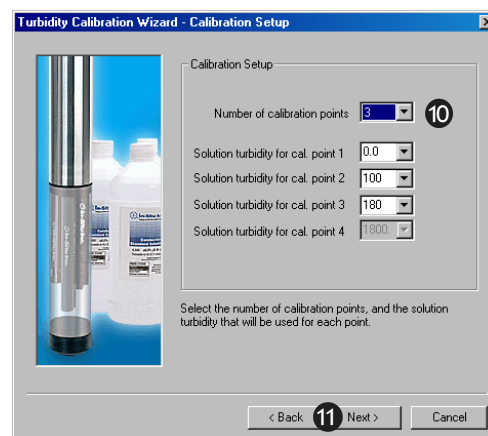 Turbidity Calibration Wizard - Calibration Setup
Calibration Setup
Number of calibration points 3 10
Solution turbidity for cal. point 1 0.0
Solution turbidity for cal. point 2 100
Solution turbidity for cal. point 3 180
Solution turbidity for cal. point 4 1800.
Select the number of calibration points, and the solution
turbidity that will be used for each point.
< Back 11 Next > Cancel